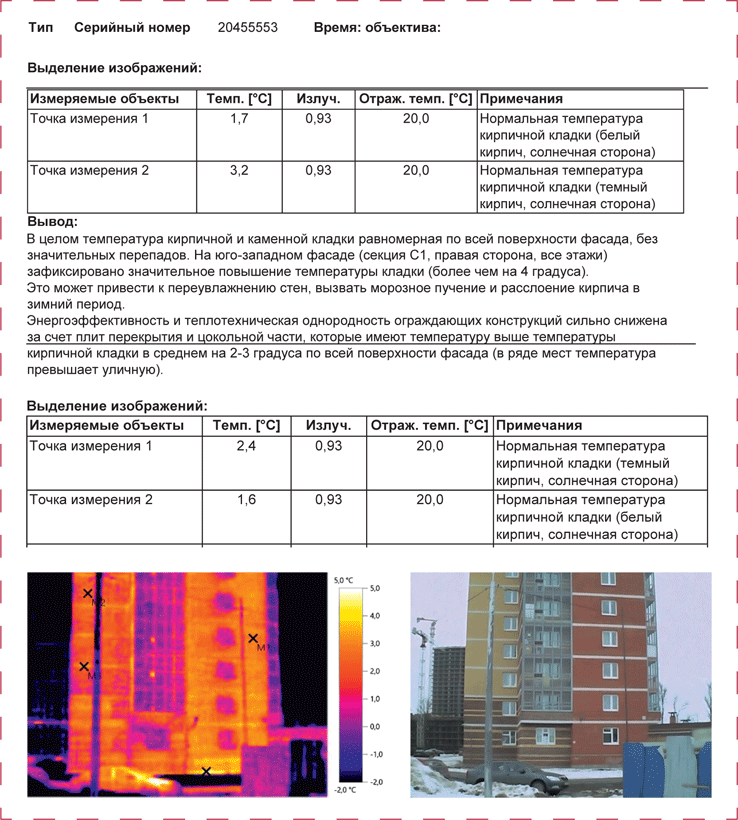 Тип Серийный номер 20455553 Время: объектива:
Выделение изображений:
Измеряемые объекты Темп. [°C] Излуч. Отраж. темп. [°C] Примечания
Точка измерения 1 1,7 0,93 20,0 Нормальная температура
кирпичной кладки (белый
кирпич, солнечная сторона)
Точка измерения 2 3,2 0,93 20,0 Нормальная температура
кирпичной кладки (темный
кирпич, солнечная сторона)
Вывод:
В целом температура кирпичной и каменной кладки равномерная по всей поверхности фасада, без
значительных перепадов. На юго-западном фасаде (секция С1, правая сторона, все этажи)
зафиксировано значительное повышение температуры кладки (более чем на 4 градуса).
Это может привести к переувлажнению стен, вызвать морозное пучение и расслоение кирпича в
зимний период.
Энергоэффективность и теплотехническая однородность ограждающих конструкций сильно снижена
за счет плит перекрытия и цокольной части, которые имеют температуру выше температуры
кирпичной кладки в среднем на 2-3 градуса по всей поверхности фасада (в ряде мест температура
превышает уличную).
Выделение изображений:
Измеряемые объекты Темп. [°C] Излуч. Отраж. темп. [°C] Примечания
Точка измерения 1 2,4 0,93 20,0 Нормальная температура
кирпичной кладки (темный
кирпич, солнечная сторона)
Точка измерения 2 1,6 0,93 20,0 Нормальная температура
кирпичной кладки (белый
кирпич, солнечная сторона)
5,0 °C
5,0
4,0
3,0
2,0
1,0
0,0
-1,0
-2,0
-2,0 °C
M2
M1